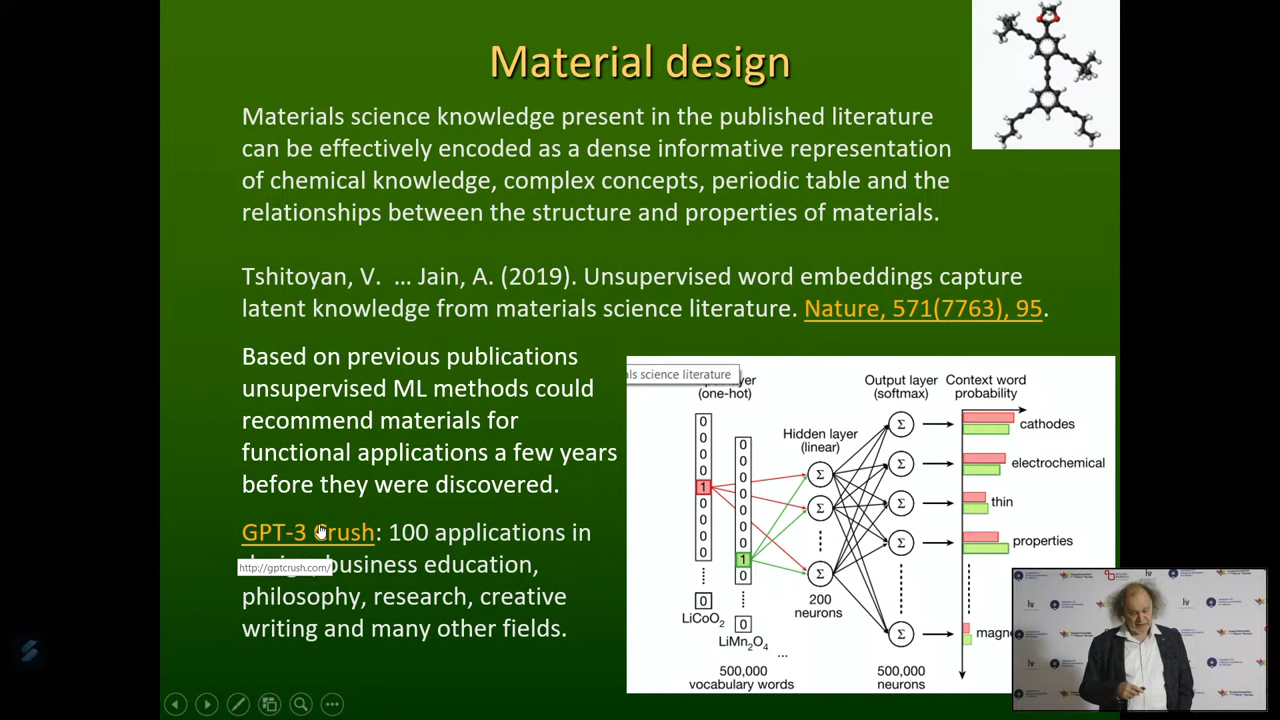 Material design
Materials science knowledge present in the published literature
can be effectively encoded as a dense informative representation
of chemical knowledge, complex concepts, periodic table and the
relationships between the structure and properties of materials.
Tshitoyan, V. … Jain, A. (2019). Unsupervised word embeddings capture
latent knowledge from materials science literature. Nature, 571(7763), 95.
Based on previous publications
unsupervised ML methods could
recommend materials for
functional applications a few years
before they were discovered.
GPT-3 Crush: 100 applications in
business education,
http://gptcrush.com/
philosophy, research, creative
writing and many other fields.
science literature
(one-hot)
Hidden layer
(linear)
Output layer
(softmax)
Context word
probability
0
0
0
0
1
0
0
0
0
0
LiCoO2
0
0
0
0
0
0
0
1
0
0
LiMn2O4
...
500,000
vocabulary words
Σ
Σ
Σ
200
neurons
Σ
Σ
Σ
Σ
Σ
500,000
neurons
cathodes
electrochemical
thin
properties